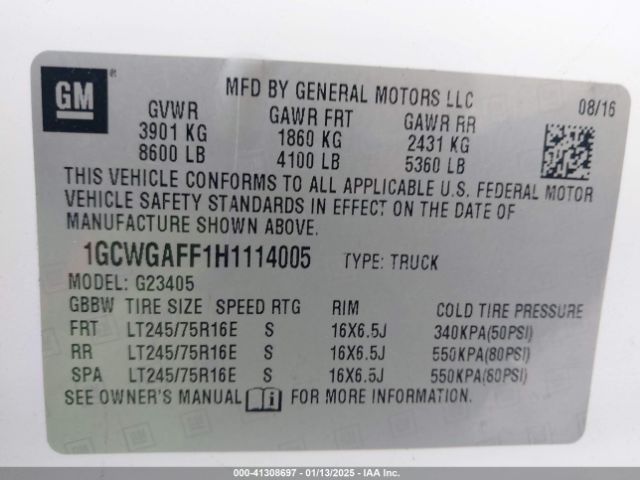 GM ®
MFD BY GENERAL MOTORS LLC
08/16
GVWR GAWR FRT GAWR RR
3901 KG 1860 KG 2431 KG
8600 LB 4100 LB 5360 LB
THIS VEHICLE CONFORMS TO ALL APPLICABLE U.S. FEDERAL MOTOR
VEHICLE SAFETY STANDARDS IN EFFECT ON THE DATE OF
MANUFACTURE SHOWN ABOVE.
1GCWGAFF1H1114005 TYPE: TRUCK
MODEL: G23405
GBBW TIRE SIZE SPEED RTG RIM COLD TIRE PRESSURE
FRT LT245/75R16E S 16X6.5J 340KPA(50PSI)
RR LT245/75R16E S 16X6.5J 550KPA(80PSI)
SPA LT245/75R16E S 16X6.5J 550KPA(80PSI)
SEE OWNER'S MANUAL i FOR MORE INFORMATION.
000-41308697 - 01/13/2025 - IAA Inc.